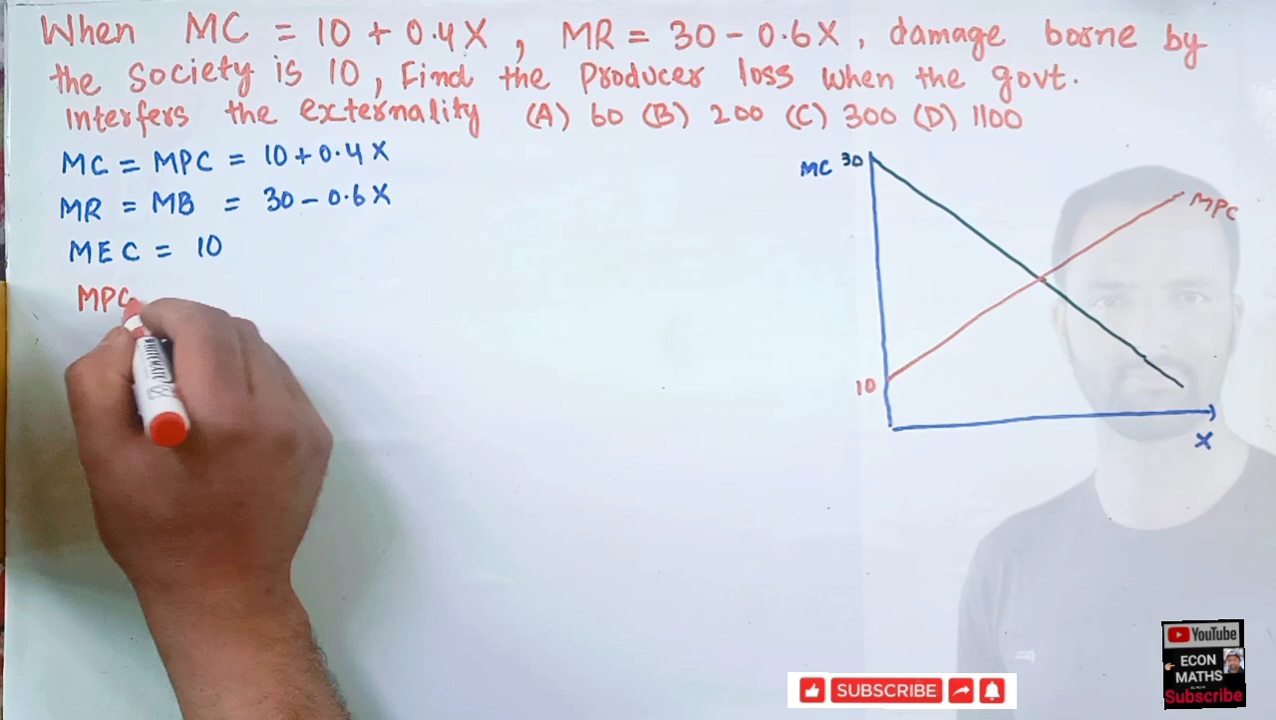 When MC = 10 + 0.4X, MR = 30 - 0.6X, damage borne by
the Society is 10, Find the Producer loss when the govt.
Interfers the externality (A) 60 (B) 200 (C) 300 (D) 1100
MC = MPC = 10 + 0.4X
MR = MB = 30 - 0.6X
MEC = 10
MPC
MC 30
MPC
10
X
WHITEMATE
SUBSCRIBE
YouTube
ECON
MATHS
Subscribe